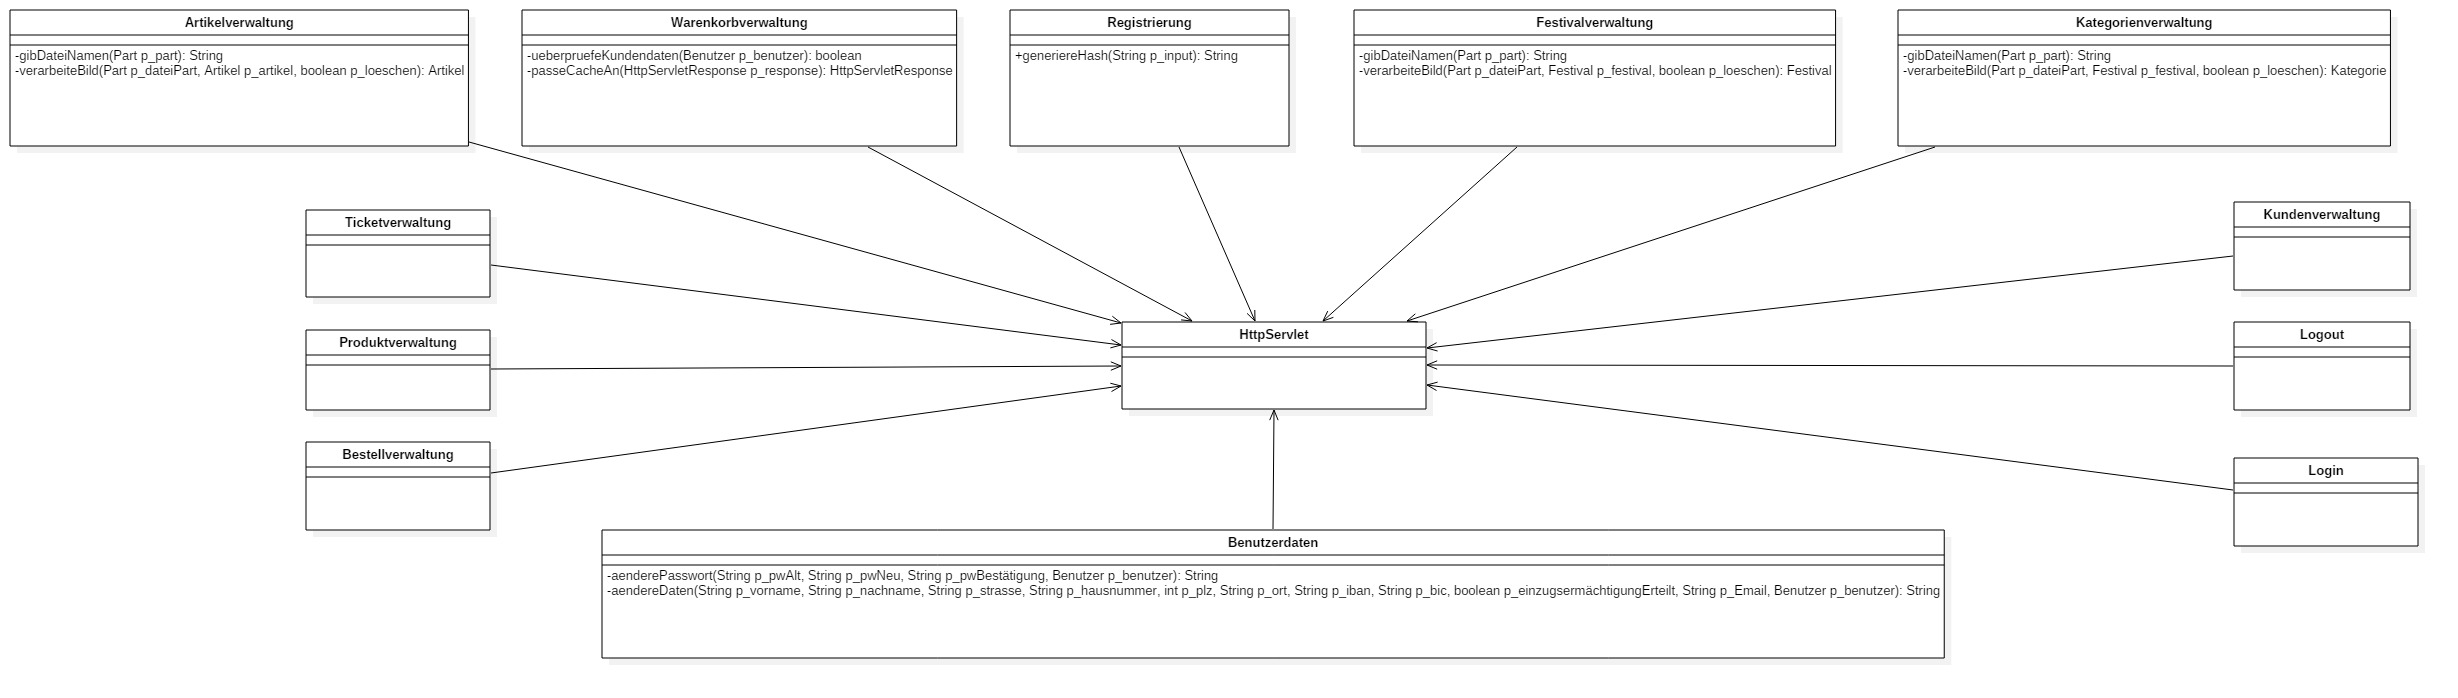 Artikelverwaltung
-gibDateiNamen(Part p_part): String
-verarbeiteBild(Part p_dateiPart, Artikel p_artikel, boolean p_loeschen): Artikel
Warenkorbverwaltung
-ueberpruefeKundendaten(Benutzer p_benutzer): boolean
-passeCacheAn(HttpServletResponse p_response): HttpServletResponse
Registrierung
+generiereHash(String p_input): String
Festivalverwaltung
-gibDateiNamen(Part p_part): String
-verarbeiteBild(Part p_dateiPart, Festival p_festival, boolean p_loeschen): Festival
Kategorienverwaltung
-gibDateiNamen(Part p_part): String
-verarbeiteBild(Part p_dateiPart, Festival p_festival, boolean p_loeschen): Kategorie
Ticketverwaltung
Kundenverwaltung
Produktverwaltung
HttpServlet
Logout
Bestellverwaltung
Login
Benutzerdaten
-aenderePasswort(String p_pwAlt, String p_pwNeu, String p_pwBestätigung, Benutzer p_benutzer): String
-aendereDaten(String p_vorname, String p_nachname, String p_strasse, String p_hausnummer, int p_plz, String p_ort, String p_iban, String p_bic, boolean p_einzugsermächtigungErteilt, String p_Email, Benutzer p_benutzer): String